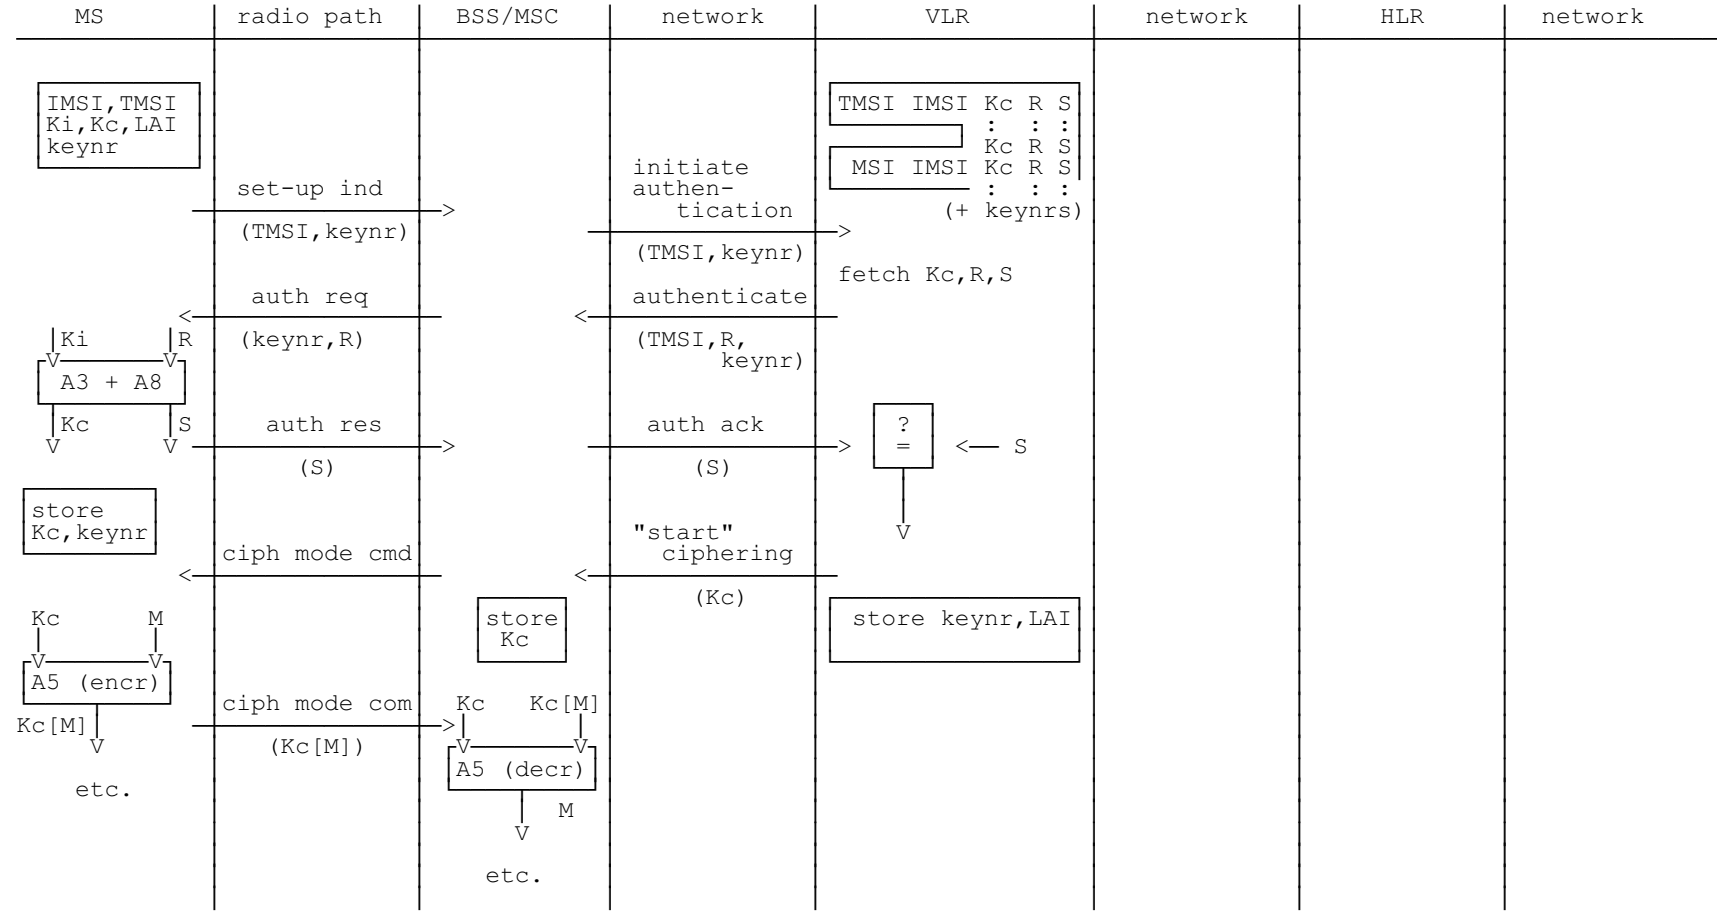 MS radio path BSS/MSC network VLR network HLR network
IMSI,TMSI
Ki,Kc,LAI
keynr
TMSI IMSI Kc R S
: : :
Kc R S
MSI IMSI Kc R S
: : :
(+ keynrs)
set-up ind
(TMSI,keynr)
initiate
authen-
tication
(TMSI,keynr)
fetch Kc,R,S
auth req
(keynr,R)
authenticate
(TMSI,R,
keynr)
Ki R
A3 + A8
Kc S
auth res
(S)
auth ack
(S)
?
=
S
store
Kc,keynr
"start"
ciphering
(Kc)
ciph mode cmd
store
Kc
store keynr,LAI
Kc M
A5 (encr)
Kc[M]
etc.
ciph mode com
(Kc[M])
Kc Kc[M]
A5 (decr)
M
etc.